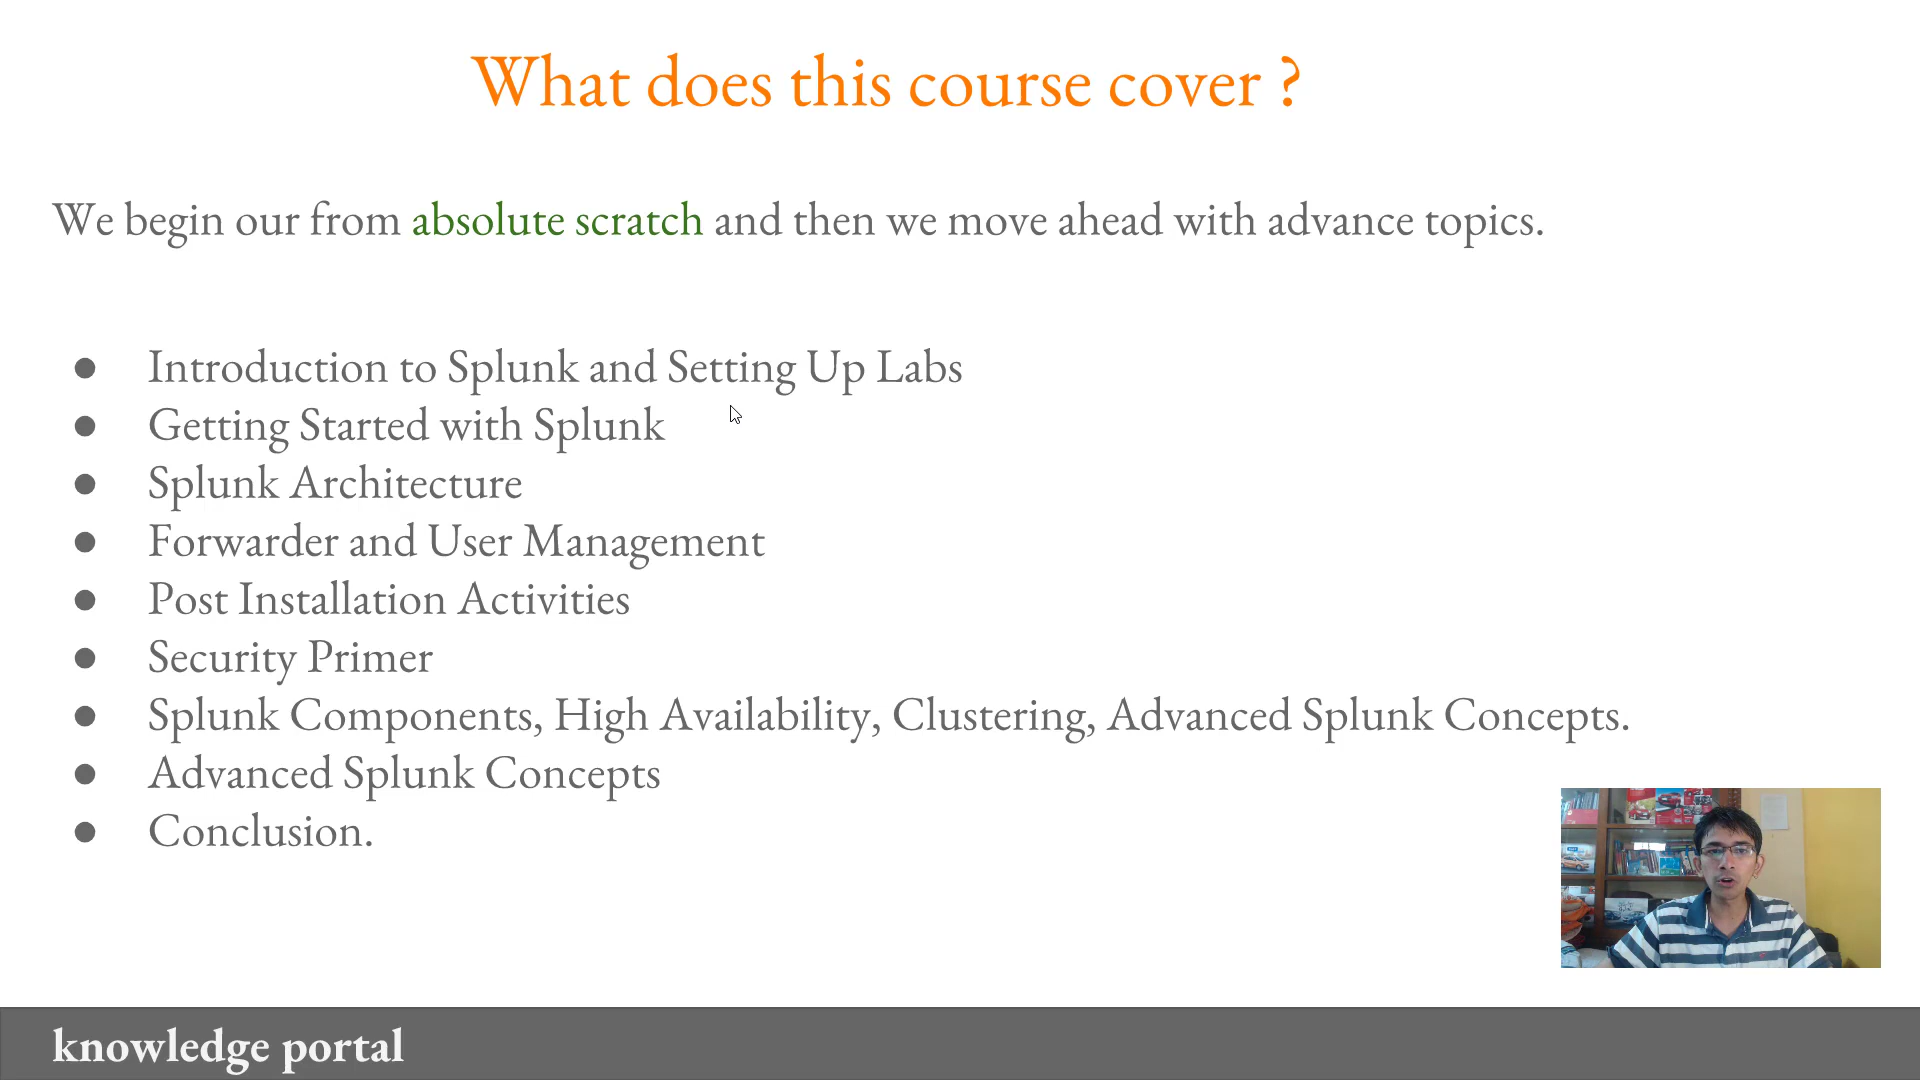 What does this course cover ?
We begin our from absolute scratch and then we move ahead with advance topics.
● Introduction to Splunk and Setting Up Labs
● Getting Started with Splunk
● Splunk Architecture
● Forwarder and User Management
● Post Installation Activities
● Security Primer
● Splunk Components, High Availability, Clustering, Advanced Splunk Concepts.
● Advanced Splunk Concepts
● Conclusion.
knowledge portal